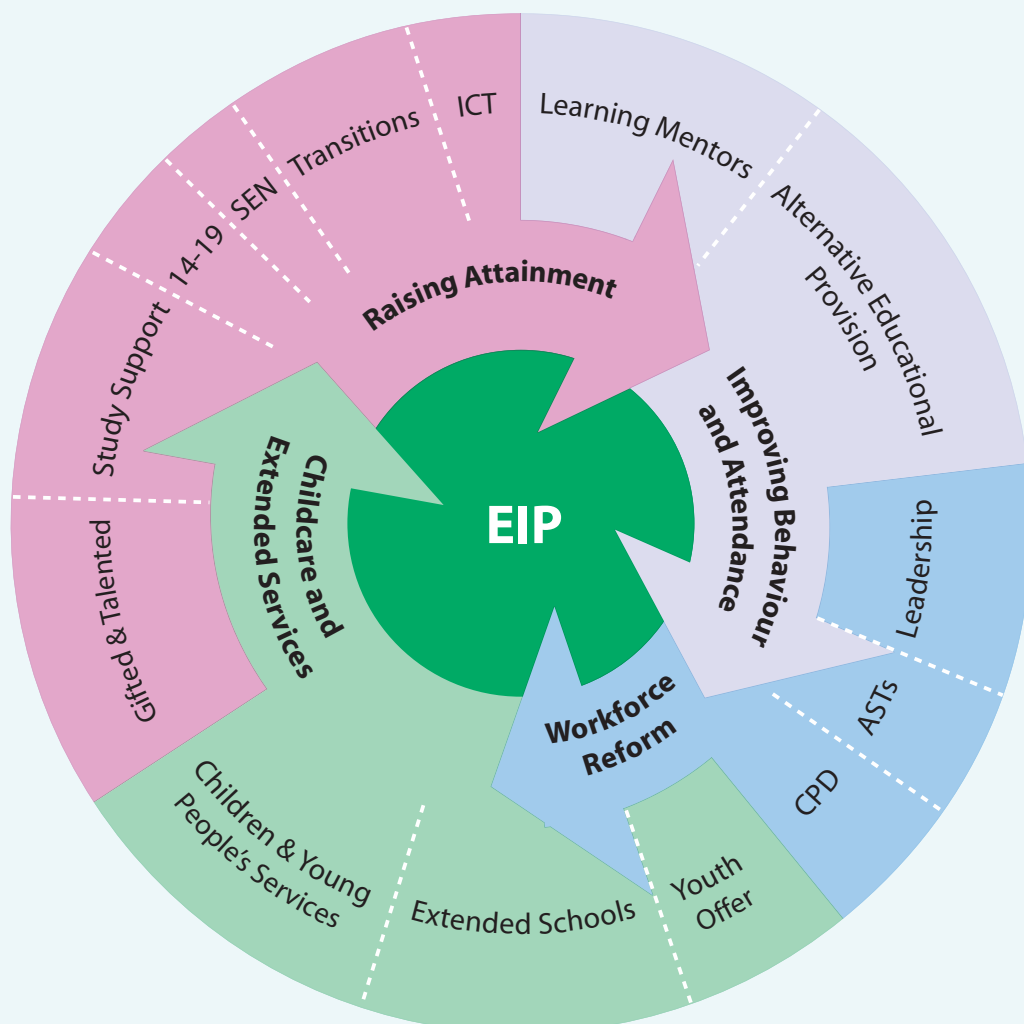 ICT
Transitions
SEN
14-19
Study Support
Gifted & Talented
Raising Attainment
Learning Mentors
Alternative Educational
Provision
Improving Behaviour
and Attendance
Leadership
ASTs
CPD
Workforce
Reform
Youth
Offer
Extended Schools
Children & Young
People's Services
Childcare and
Extended Services
EIP